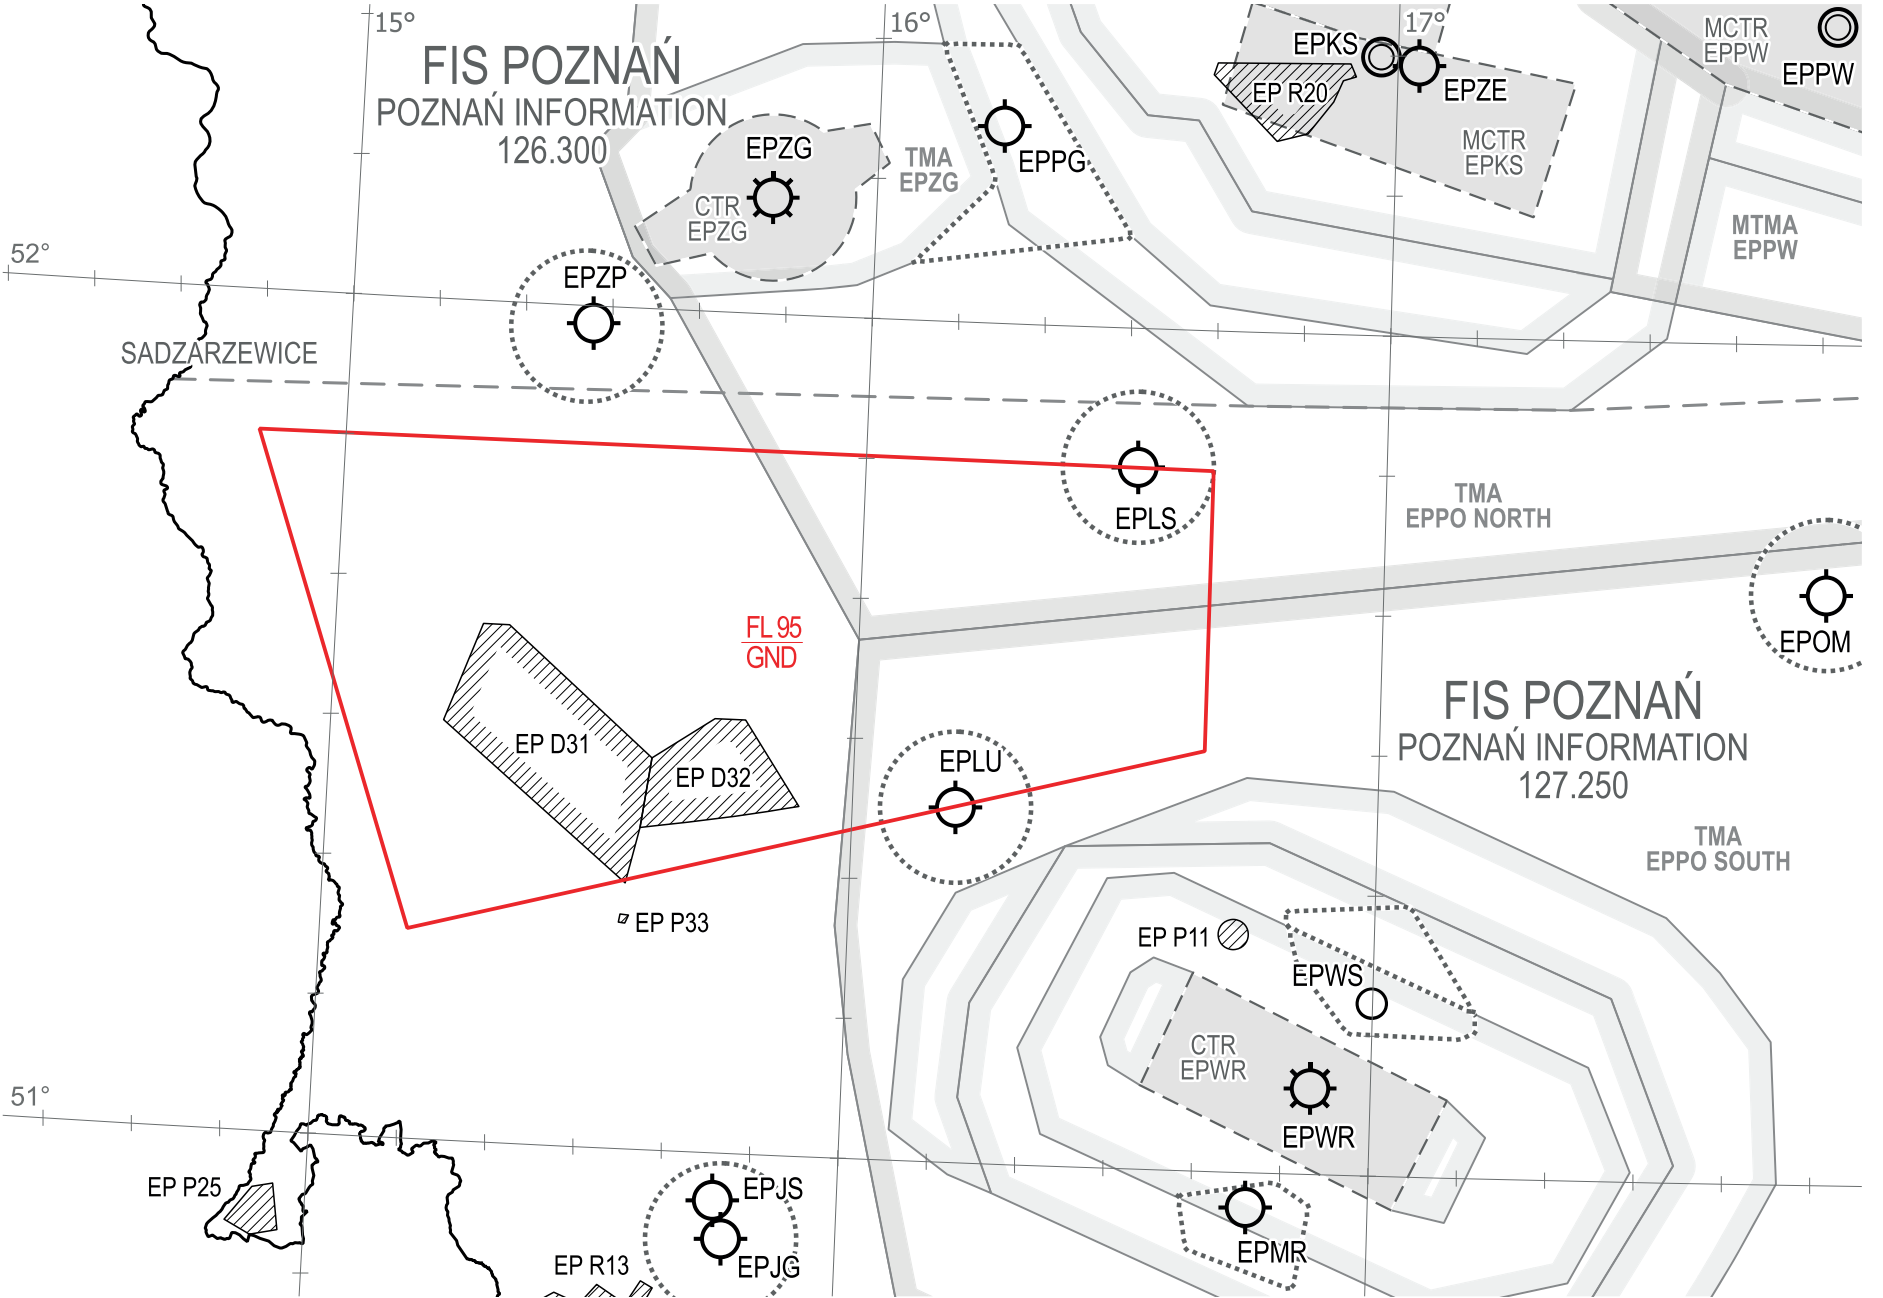 15°
16°
17°
FIS POZNAŃ
POZNAŃ INFORMATION
126.300
EPZG
CTR
EPZG
TMA
EPZG
EPPG
EPKS
EPZE
EP R20
MCTR
EPKS
MCTR
EPPW
EPPW
MTMA
EPPW
52°
EPZP
SADZARZEWICE
EPLS
TMA
EPPO NORTH
EPOM
FL 95
GND
EP D31
EP D32
EPLU
FIS POZNAŃ
POZNAŃ INFORMATION
127.250
TMA
EPPO SOUTH
EP P33
EP P11
EPWS
CTR
EPWR
EPWR
51°
EP P25
EPJS
EPJG
EP R13
EPMR